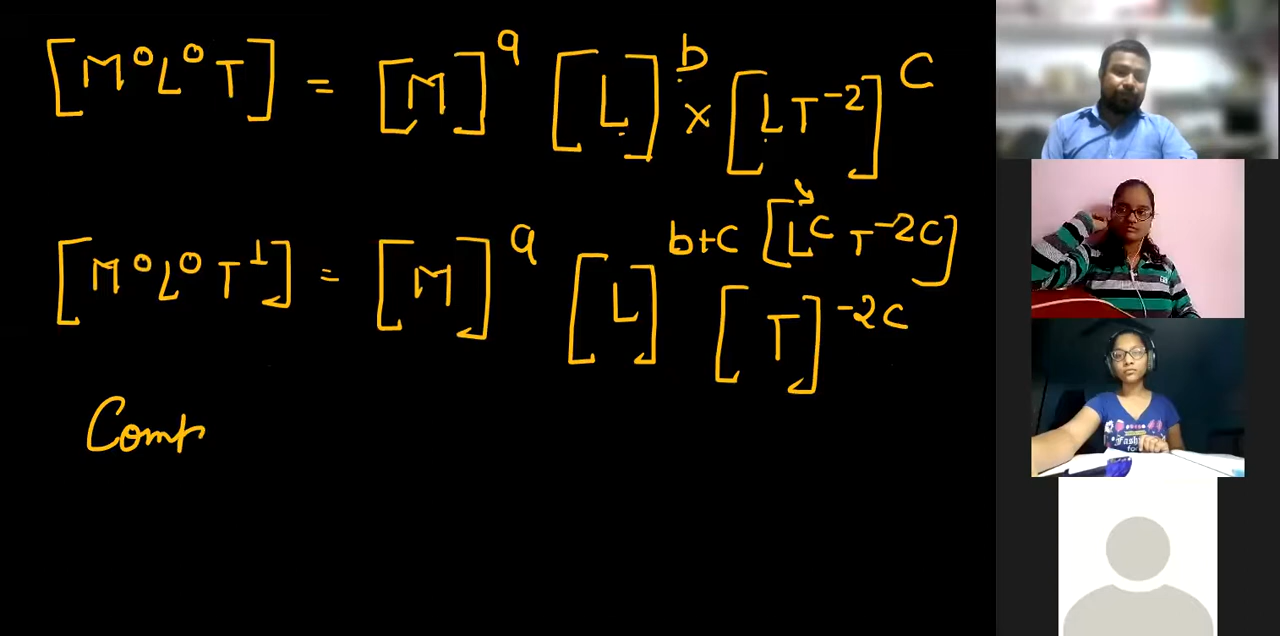 [M⁰L⁰T] = [M]ᵃ [L]ᵇ × [LT⁻²]ᶜ
[LᶜT⁻²ᶜ]
[M⁰L⁰T¹] = [M]ᵃ [L]ᵇ⁺ᶜ [T]⁻²ᶜ
Comp